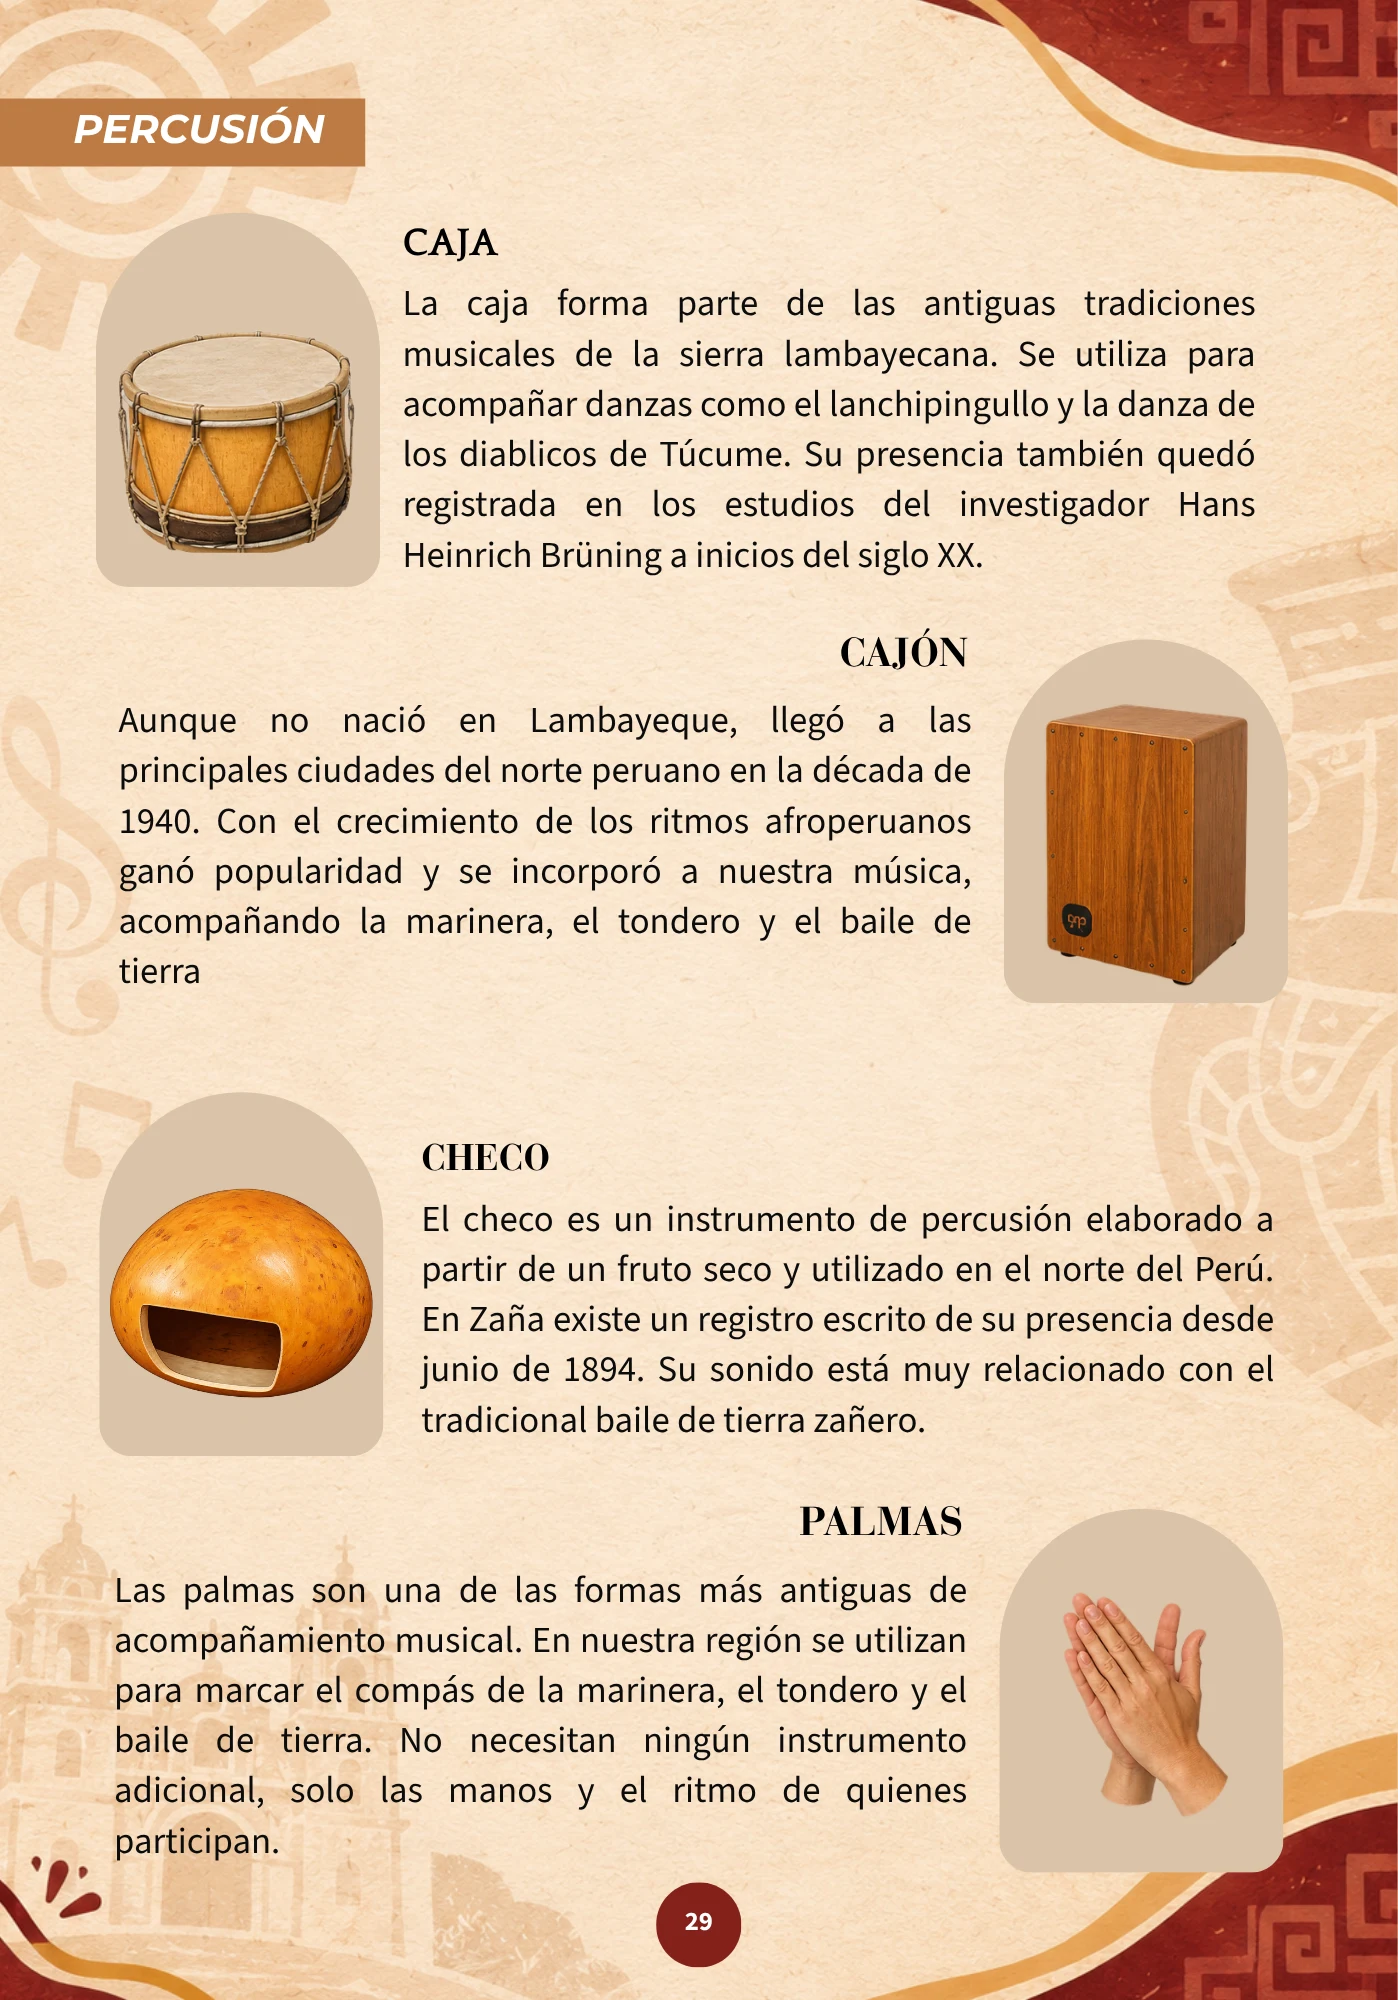 PERCUSIÓN
CAJA
La caja forma parte de las antiguas tradiciones
musicales de la sierra lambayecana. Se utiliza para
acompañar danzas como el lanchipingullo y la danza de
los diablicos de Túcume. Su presencia también quedó
registrada en los estudios del investigador Hans
Heinrich Brüning a inicios del siglo XX.
CAJÓN
Aunque no nació en Lambayeque, llegó a las
principales ciudades del norte peruano en la década de
1940. Con el crecimiento de los ritmos afroperuanos
ganó popularidad y se incorporó a nuestra música,
acompañando la marinera, el tondero y el baile de
tierra
CHECO
El checo es un instrumento de percusión elaborado a
partir de un fruto seco y utilizado en el norte del Perú.
En Zaña existe un registro escrito de su presencia desde
junio de 1894. Su sonido está muy relacionado con el
tradicional baile de tierra zañero.
PALMAS
Las palmas son una de las formas más antiguas de
acompañamiento musical. En nuestra región se utilizan
para marcar el compás de la marinera, el tondero y el
baile de tierra. No necesitan ningún instrumento
adicional, solo las manos y el ritmo de quienes
participan.
29